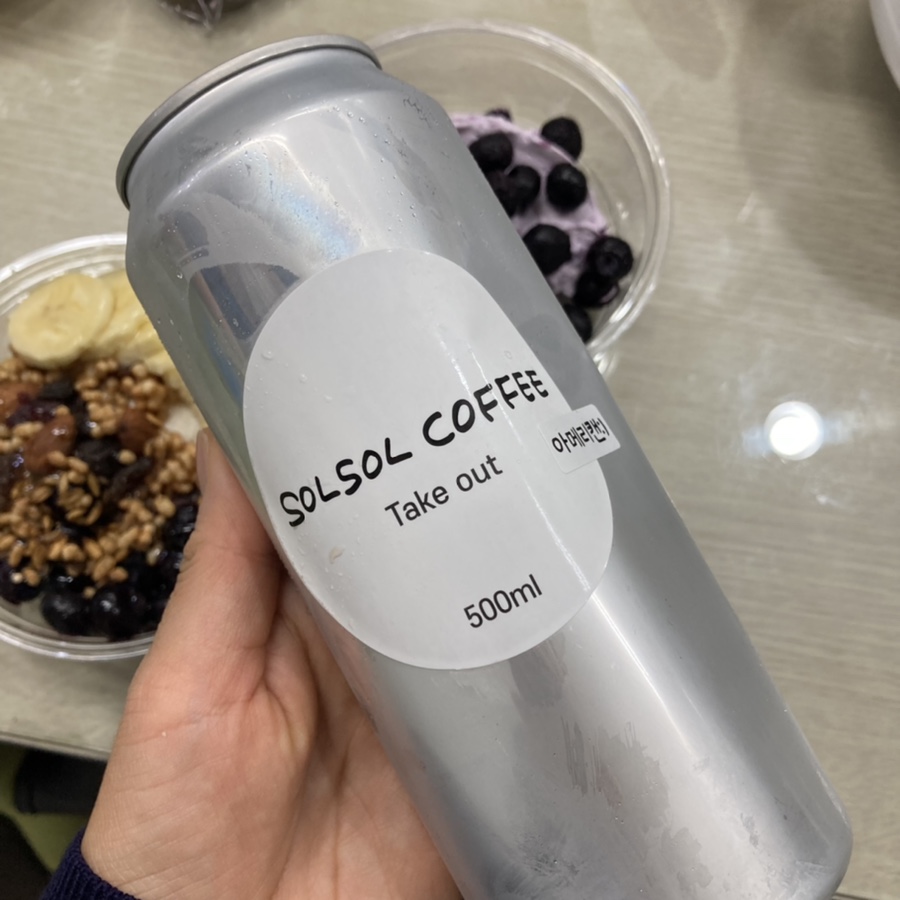 SOLSOL COFFEE
Take out
500ml